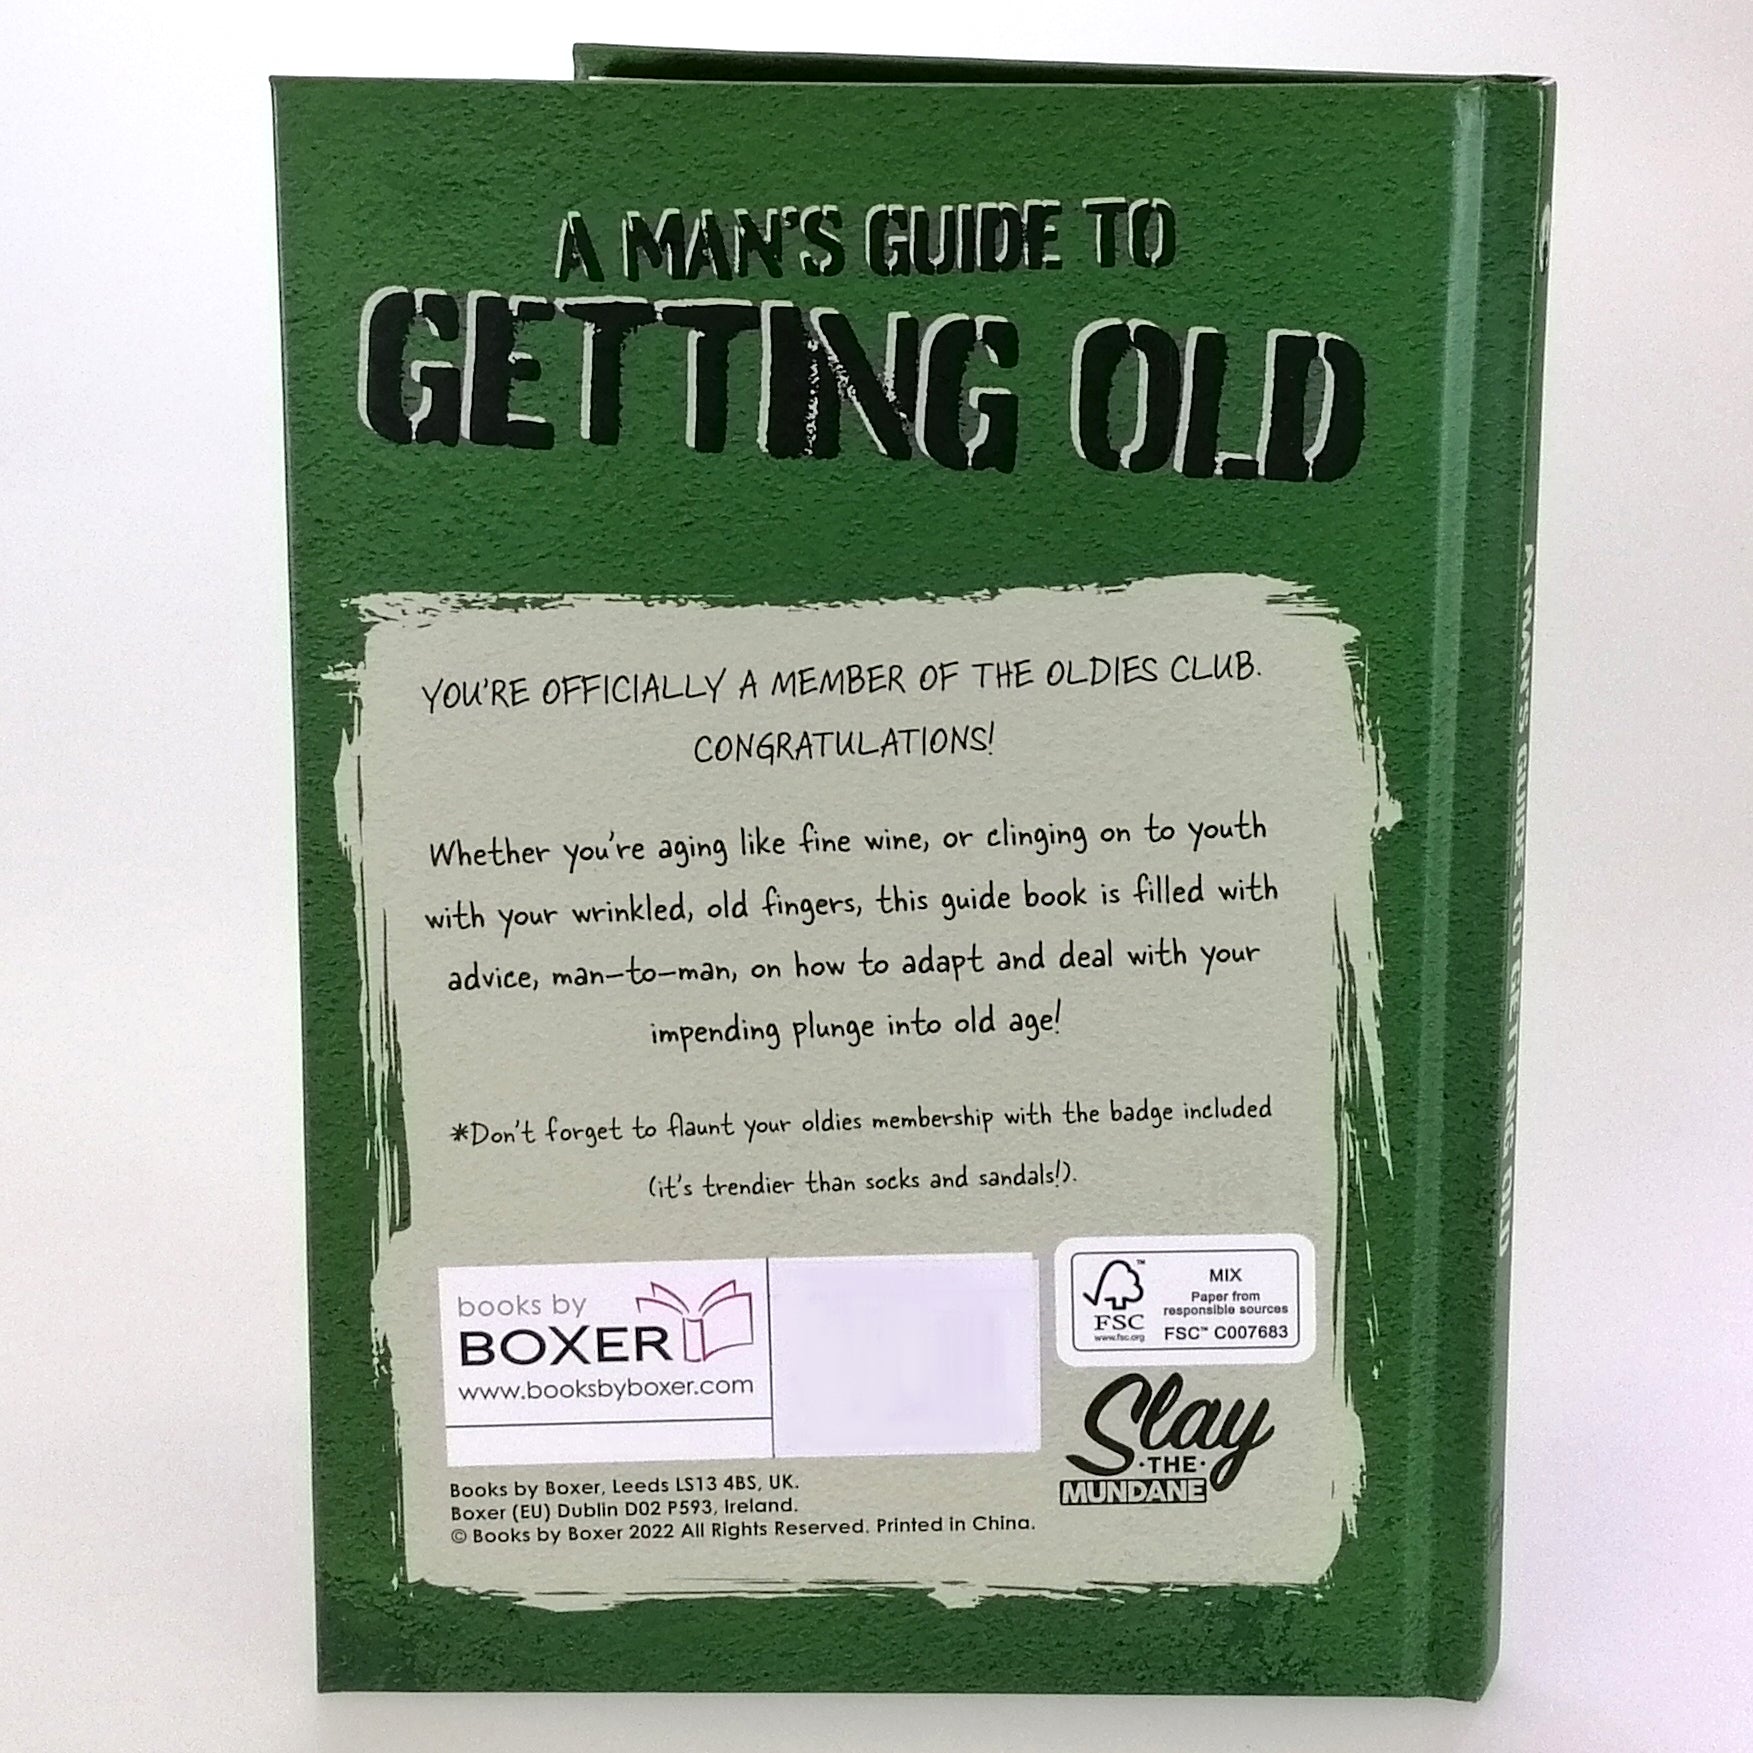 A MAN'S GUIDE TO
GETTING OLD
YOU'RE OFFICIALLY A MEMBER OF THE OLDIES CLUB.
CONGRATULATIONS!
Whether you're aging like fine wine, or clinging on to youth
with your wrinkled, old fingers, this guide book is filled with
advice, man-to-man, on how to adapt and deal with your
impending plunge into old age!
*Don't forget to flaunt your oldies membership with the badge included
(it's trendier than socks and sandals!).
books by
BOXER
www.booksbyboxer.com
FSC
www.fsc.org
MIX
Paper from
responsible sources
FSC™ C007683
Slay
·THE·
MUNDANE
Books by Boxer, Leeds LS13 4BS, UK.
Boxer (EU) Dublin D02 P593, Ireland.
© Books by Boxer 2022 All Rights Reserved. Printed in China.
A MAN'S GUIDE TO GETTING OLD